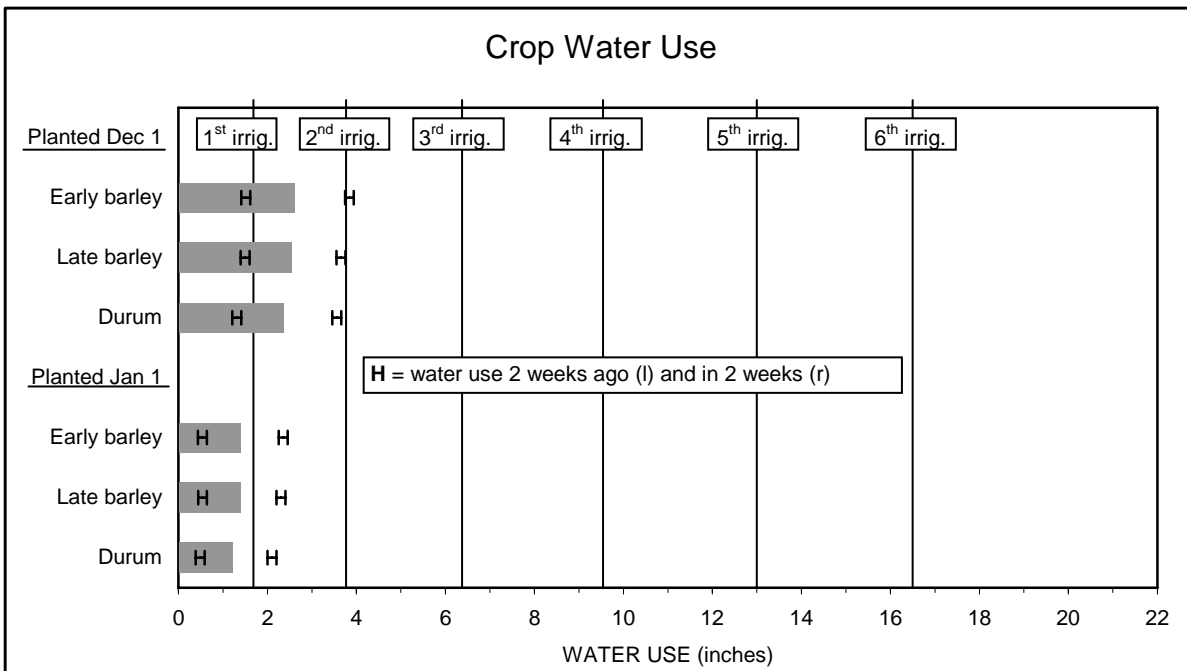 Crop Water Use
Planted Dec 1
1st irrig.
2nd irrig.
3rd irrig.
4th irrig.
5th irrig.
6th irrig.
Early barley
H H
Late barley
H H
Durum
H H
Planted Jan 1
H = water use 2 weeks ago (l) and in 2 weeks (r)
Early barley
H H
Late barley
H H
Durum
H H
0 2 4 6 8 10 12 14 16 18 20 22
WATER USE (inches)